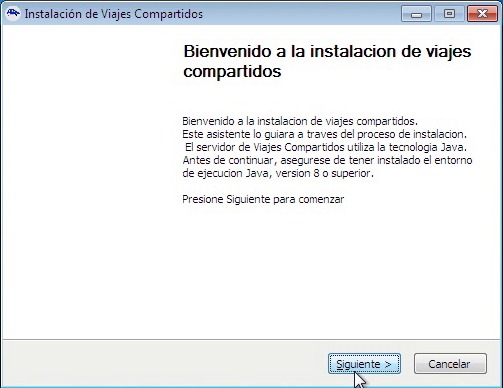 Instalación de Viajes Compartidos
Bienvenido a la instalacion de viajes
compartidos
Bienvenido a la instalacion de viajes compartidos.
Este asistente lo guiara a traves del proceso de instalacion.
El servidor de Viajes Compartidos utiliza la tecnologia Java.
Antes de continuar, asegurese de tener instalado el entorno
de ejecucion Java, version 8 o superior.
Presione Siguiente para comenzar
Siguiente > Cancelar